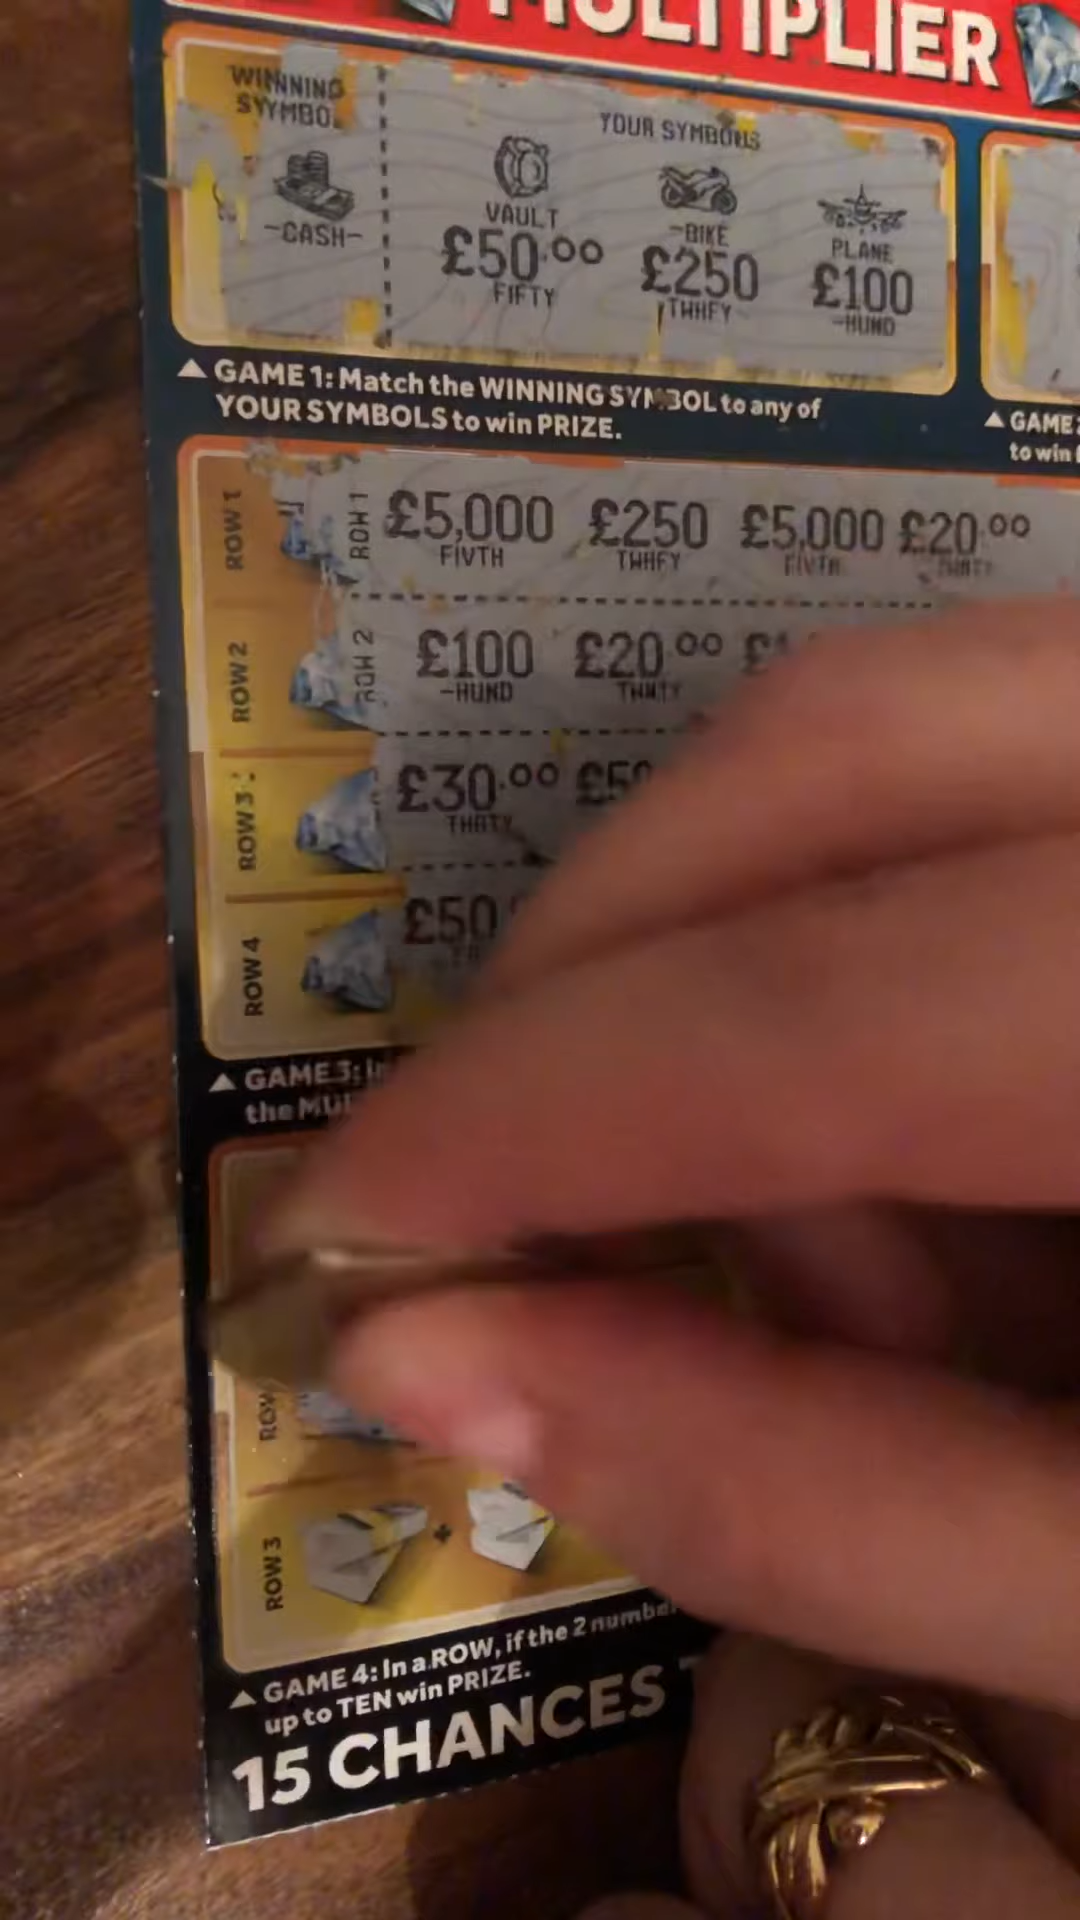 MULTIPLIER
WINNING
SYMBOL
-CASH-
YOUR SYMBOLS
VAULT
£50.00
FIFTY
-BIKE
£250
TWHFY
PLANE
£100
-HUND
GAME 1: Match the WINNING SYMBOL to any of
YOUR SYMBOLS to win PRIZE.
GAME
to win
ROW 1 ROW 1 £5,000 £250 £5,000 £20.00
FIVTH TWHFY FIVTH
ROW 2 ROW 2 £100 £20.00
-HUND
ROW 3 £30.00
THRTY
ROW 4 £50
GAME 3: In
the
ROW
ROW 3 +
GAME 4: In a ROW, if the 2
up to TEN win PRIZE.
15 CHANCES